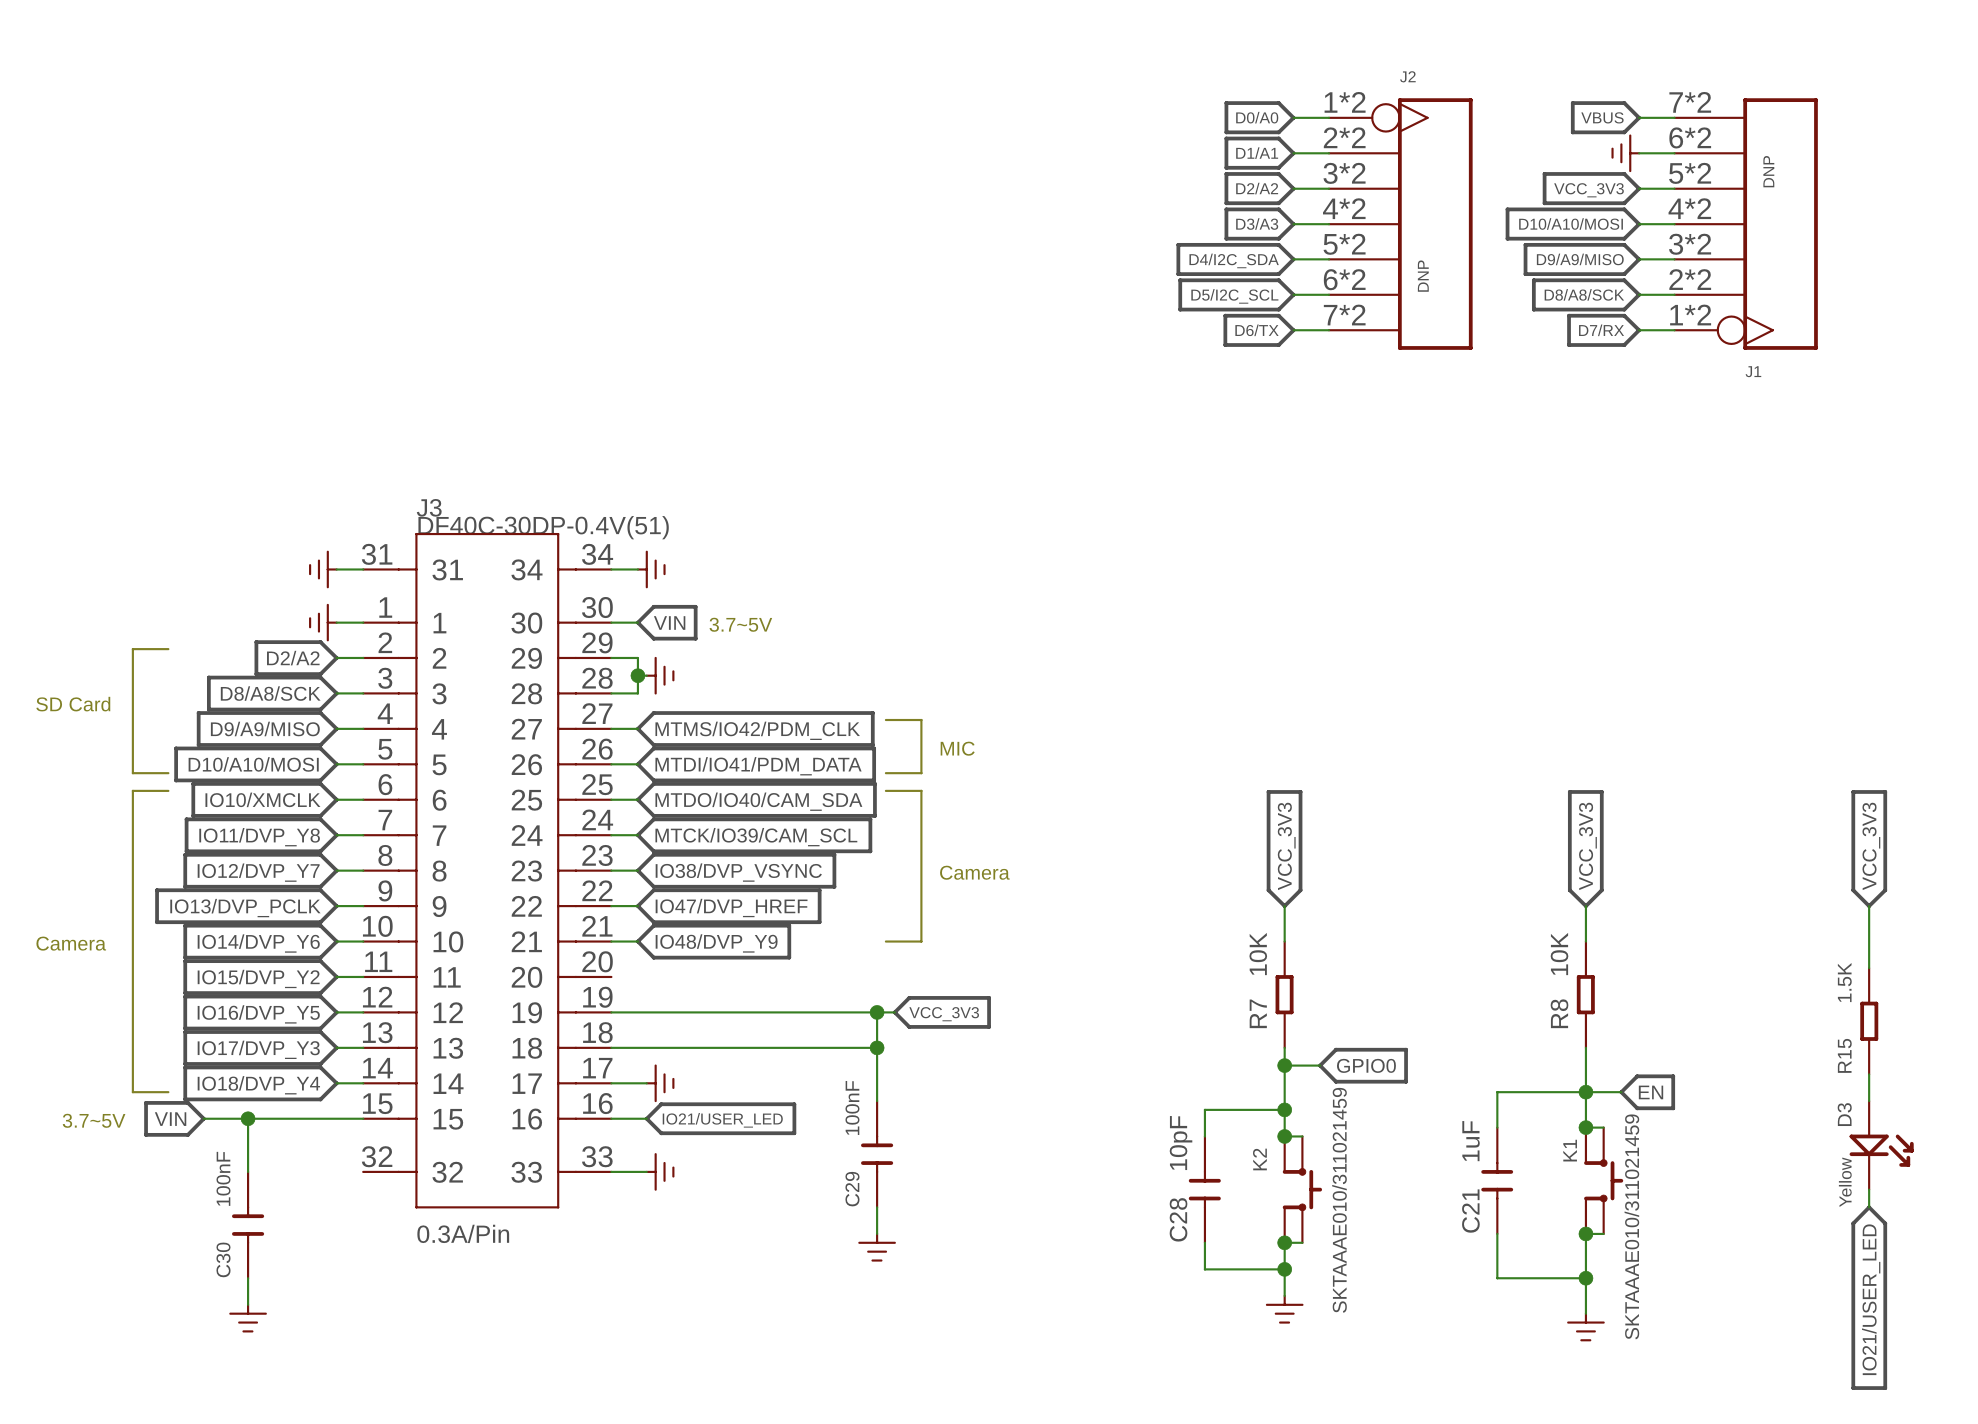 J2
D0/A0 1*2
D1/A1 2*2
D2/A2 3*2
D3/A3 4*2
D4/I2C_SDA 5*2
D5/I2C_SCL 6*2
D6/TX 7*2
DNP
VBUS 7*2
6*2
VCC_3V3 5*2
D10/A10/MOSI 4*2
D9/A9/MISO 3*2
D8/A8/SCK 2*2
D7/RX 1*2
DNP
J1
J3
DF40C-30DP-0.4V(51)
31 31 34 34
1 1 30 30 VIN 3.7~5V
D2/A2 2 2 29 29
D8/A8/SCK 3 3 28 28
SD Card
D9/A9/MISO 4 4 27 27 MTMS/IO42/PDM_CLK
MIC
D10/A10/MOSI 5 5 26 26 MTDI/IO41/PDM_DATA
IO10/XMCLK 6 6 25 25 MTDO/IO40/CAM_SDA
IO11/DVP_Y8 7 7 24 24 MTCK/IO39/CAM_SCL
IO12/DVP_Y7 8 8 23 23 IO38/DVP_VSYNC
Camera
IO13/DVP_PCLK 9 9 22 22 IO47/DVP_HREF
IO14/DVP_Y6 10 10 21 21 IO48/DVP_Y9
Camera
IO15/DVP_Y2 11 11 20 20
IO16/DVP_Y5 12 12 19 19 VCC_3V3
IO17/DVP_Y3 13 13 18 18
IO18/DVP_Y4 14 14 17 17
3.7~5V VIN 15 15 16 16 IO21/USER_LED
32 32 33 33
0.3A/Pin
100nF
C30
100nF
C29
VCC_3V3
10K
R7
GPIO0
10pF
C28
K2
SKTAAAE010/311021459
VCC_3V3
10K
R8
EN
1uF
C21
K1
SKTAAAE010/311021459
VCC_3V3
1.5K
R15
D3
Yellow
IO21/USER_LED